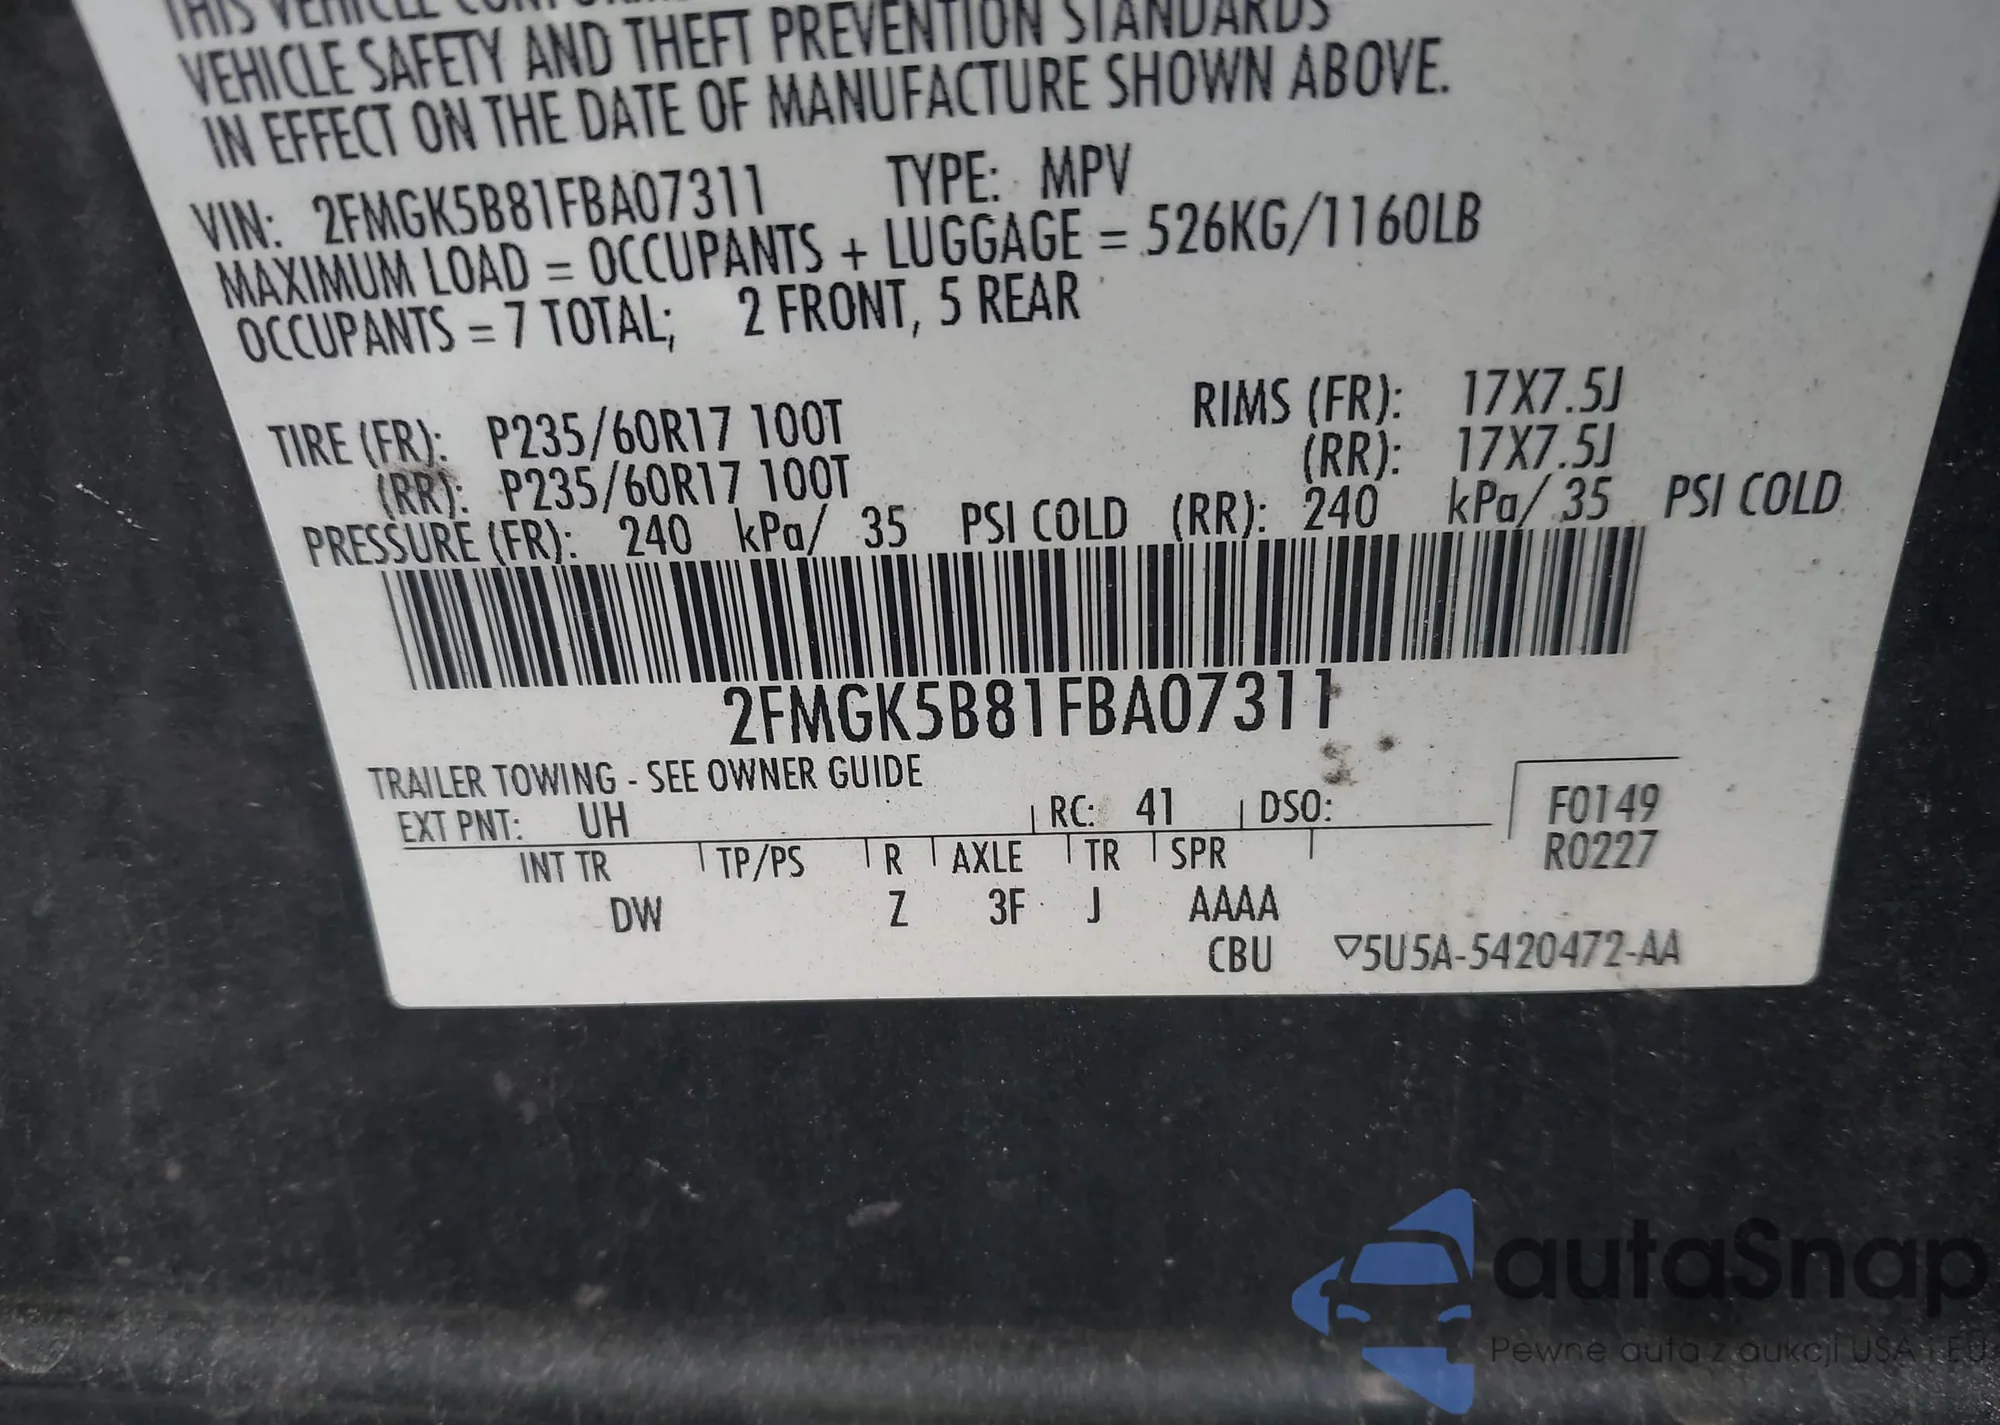 THIS VEHICLE CONFORMS
VEHICLE SAFETY AND THEFT PREVENTION STANDARDS
IN EFFECT ON THE DATE OF MANUFACTURE SHOWN ABOVE.
VIN: 2FMGK5B81FBA07311 TYPE: MPV
MAXIMUM LOAD = OCCUPANTS + LUGGAGE = 526KG/1160LB
OCCUPANTS = 7 TOTAL; 2 FRONT, 5 REAR
TIRE (FR): P235/60R17 100T RIMS (FR): 17X7.5J
(RR): P235/60R17 100T (RR): 17X7.5J
PRESSURE (FR): 240 kPa/ 35 PSI COLD (RR): 240 kPa/ 35 PSI COLD
2FMGK5B81FBA07311
TRAILER TOWING - SEE OWNER GUIDE
EXT PNT: UH RC: 41 DSO: F0149
R0227
INT TR TP/PS R AXLE TR SPR
DW Z 3F J AAAA
CBU ▽5U5A-5420472-AA
autaSnap
Pewne auta z aukcji USA i EU